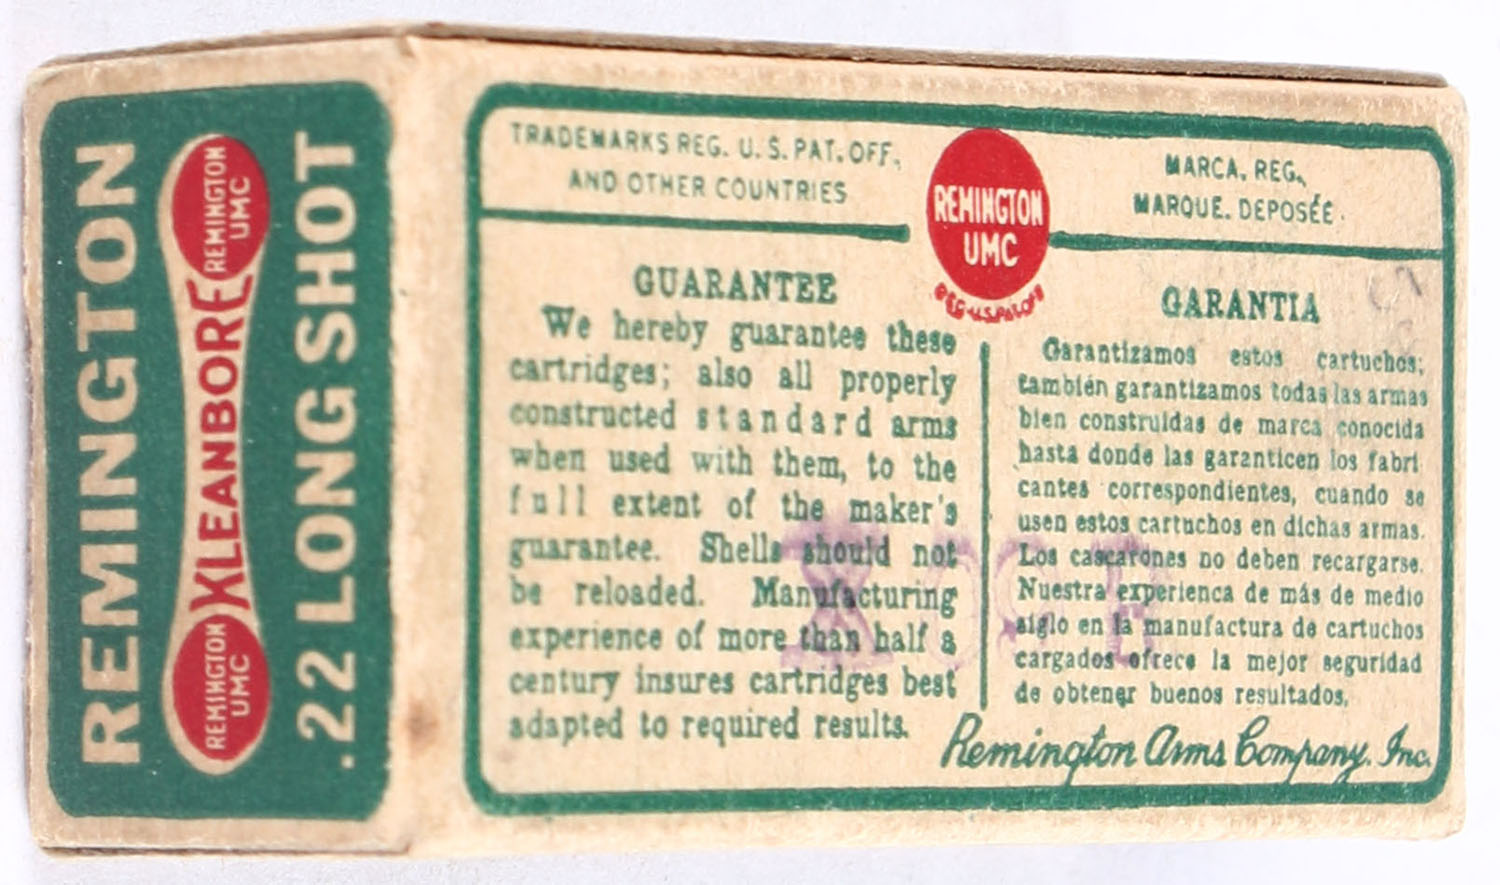 REMINGTON
REMINGTON UMC
KLEANBORE
REMINGTON UMC
.22 LONG SHOT
TRADEMARKS REG. U. S. PAT. OFF.
AND OTHER COUNTRIES
REMINGTON
UMC
REG. U.S. PAT. OFF.
MARCA. REG.
MARQUE. DEPOSÉE.
GUARANTEE
We hereby guarantee these
cartridges; also all properly
constructed standard arms
when used with them, to the
full extent of the maker's
guarantee. Shells should not
be reloaded. Manufacturing
experience of more than half a
century insures cartridges best
adapted to required results.
GARANTIA
Garantizamos estos cartuchos;
también garantizamos todas las armas
bien construidas de marca conocida
hasta donde las garanticen los fabri
cantes correspondientes, cuando se
usen estos cartuchos en dichas armas.
Los cascarones no deben recargarse.
Nuestra experienca de más de medio
siglo en la manufactura de cartuchos
cargados ofrece la mejor seguridad
de obtener buenos resultados.
Remington Arms Company, Inc.